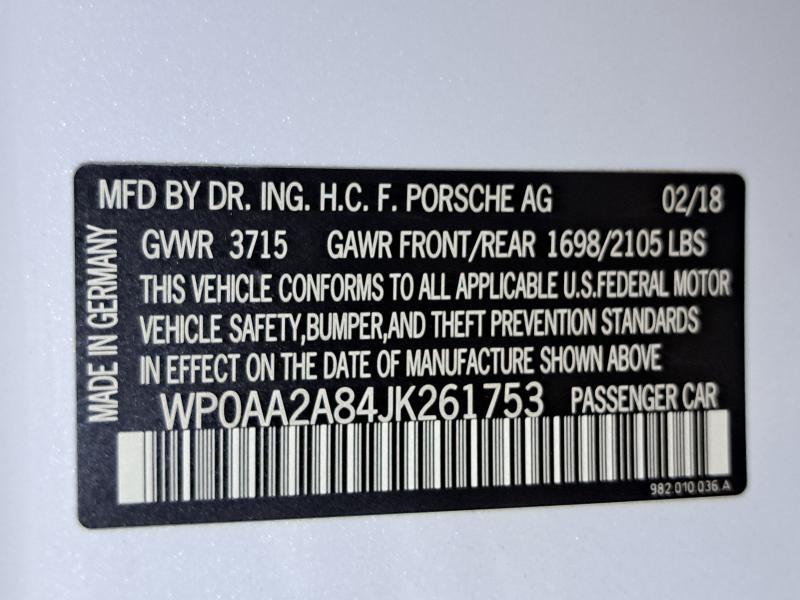 MFD BY DR. ING. H.C. F. PORSCHE AG 02/18
GVWR 3715 GAWR FRONT/REAR 1698/2105 LBS
THIS VEHICLE CONFORMS TO ALL APPLICABLE U.S.FEDERAL MOTOR
VEHICLE SAFETY,BUMPER,AND THEFT PREVENTION STANDARDS
IN EFFECT ON THE DATE OF MANUFACTURE SHOWN ABOVE
WP0AA2A84JK261753 PASSENGER CAR
982.010.036.A
MADE IN GERMANY